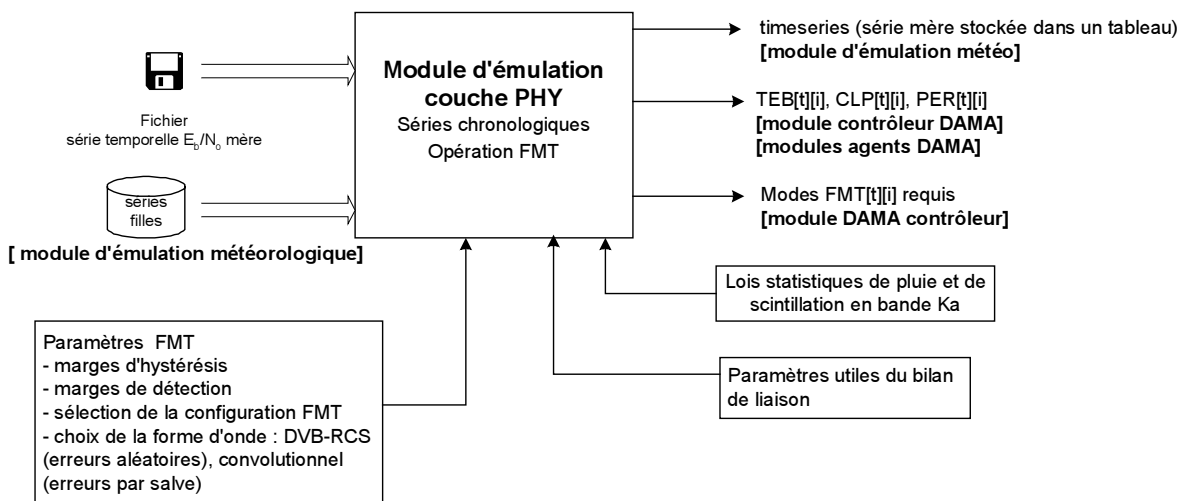 Fichier
série temporelle Eb/No mère
séries
filles
[ module d'émulation météorologique]
Module d'émulation
couche PHY
Séries chronologiques
Opération FMT
timeseries (série mère stockée dans un tableau)
[module d'émulation météo]
TEB[t][i], CLP[t][i], PER[t][i]
[module contrôleur DAMA]
[modules agents DAMA]
Modes FMT[t][i] requis
[module DAMA contrôleur]
Lois statistiques de pluie et de
scintillation en bande Ka
Paramètres utiles du bilan
de liaison
Paramètres  FMT
- marges d'hystérésis
- marges de détection
- sélection de la configuration FMT
- choix de la forme d'onde : DVB-RCS
(erreurs aléatoires), convolutionnel
(erreurs par salve)